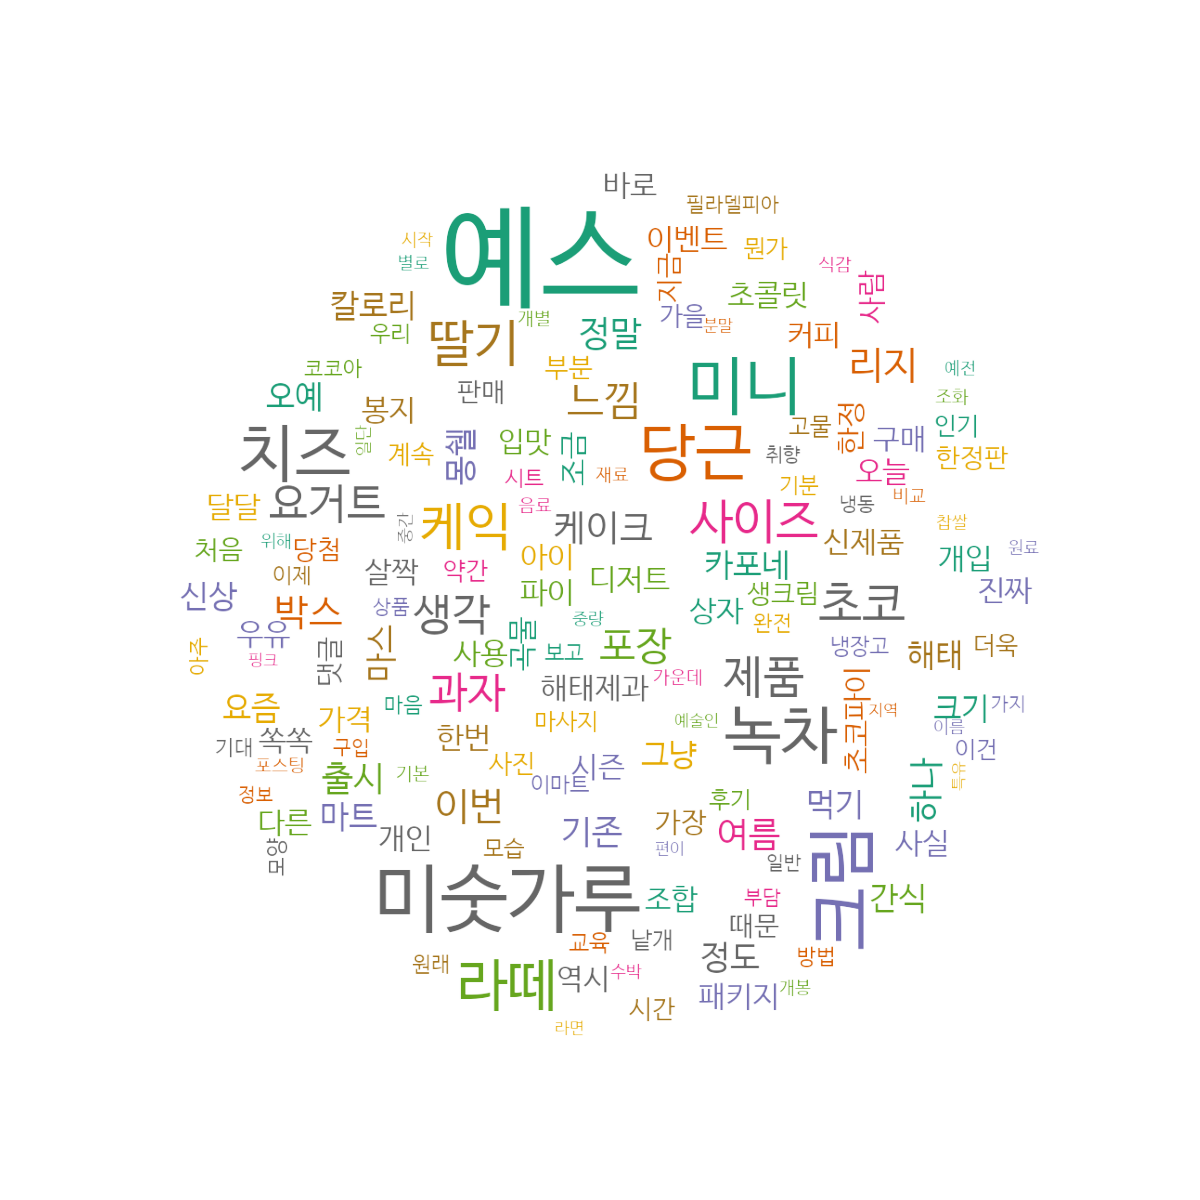 바로
필라델피아
예스
시작
별로
이벤트
뭔가
지금
식감
사람
칼로리
우리
딸기
개별
정말
가을
분말
초콜릿
커피
리지
코코아
오예
봉지
판매
부분
느낌
미니
고물
한정
예전
조화
인기
구매
한정판
치즈
일단
계속
몽쉘
입맛
조금
당근
취향
오늘
시트
재료
기분
냉동
비교
달달
요거트
중간
케익
음료
케이크
사이즈
신제품
참쌀
원료
처음
위해
당첨
이제
살짝
약간
아이
카포네
개입
신상
박스
상품
생각
파이
디저트
상자
생크림
초코
진짜
우유
중량
완전
아주
핑크
댓글
마스
사용
국물
보고
포장
냉장고
해태
더욱
요즘
가격
마음
과자
해태제과
가운데
제품
초코파이
지역
크기
가지
기대
쏙쏙
구입
한번
마사지
예술인
녹차
이름
이건
포스팅
정보
출시
기본
사진
시즌
이마트
그냥
하나
다른
마트
이번
후기
먹기
모양
개인
모습
기존
가장
편이
여름
일반
크림
사실
미숫가루
조합
부담
간식
교육
낱개
때문
원래
라떼
역시
수박
정도
방법
시간
패키지
개봉
라면